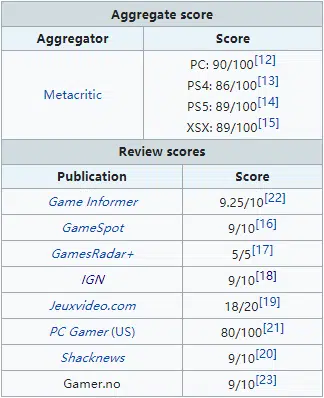 Aggregate score
Aggregator Score
Metacritic
PC: 90/100[12]
PS4: 86/100[13]
PS5: 89/100[14]
XSX: 89/100[15]
Review scores
Publication Score
Game Informer 9.25/10[22]
GameSpot 9/10[16]
GamesRadar+ 5/5[17]
IGN 9/10[18]
Jeuxvideo.com 18/20[19]
PC Gamer (US) 80/100[21]
Shacknews 9/10[20]
Gamer.no 9/10[23]